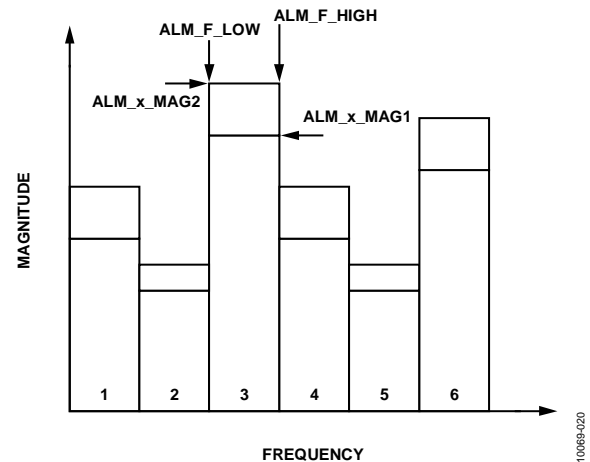 ALM_F_LOW
ALM_F_HIGH
ALM_x_MAG2
ALM_x_MAG1
MAGNITUDE
1 2 3 4 5 6
FREQUENCY
10069-020